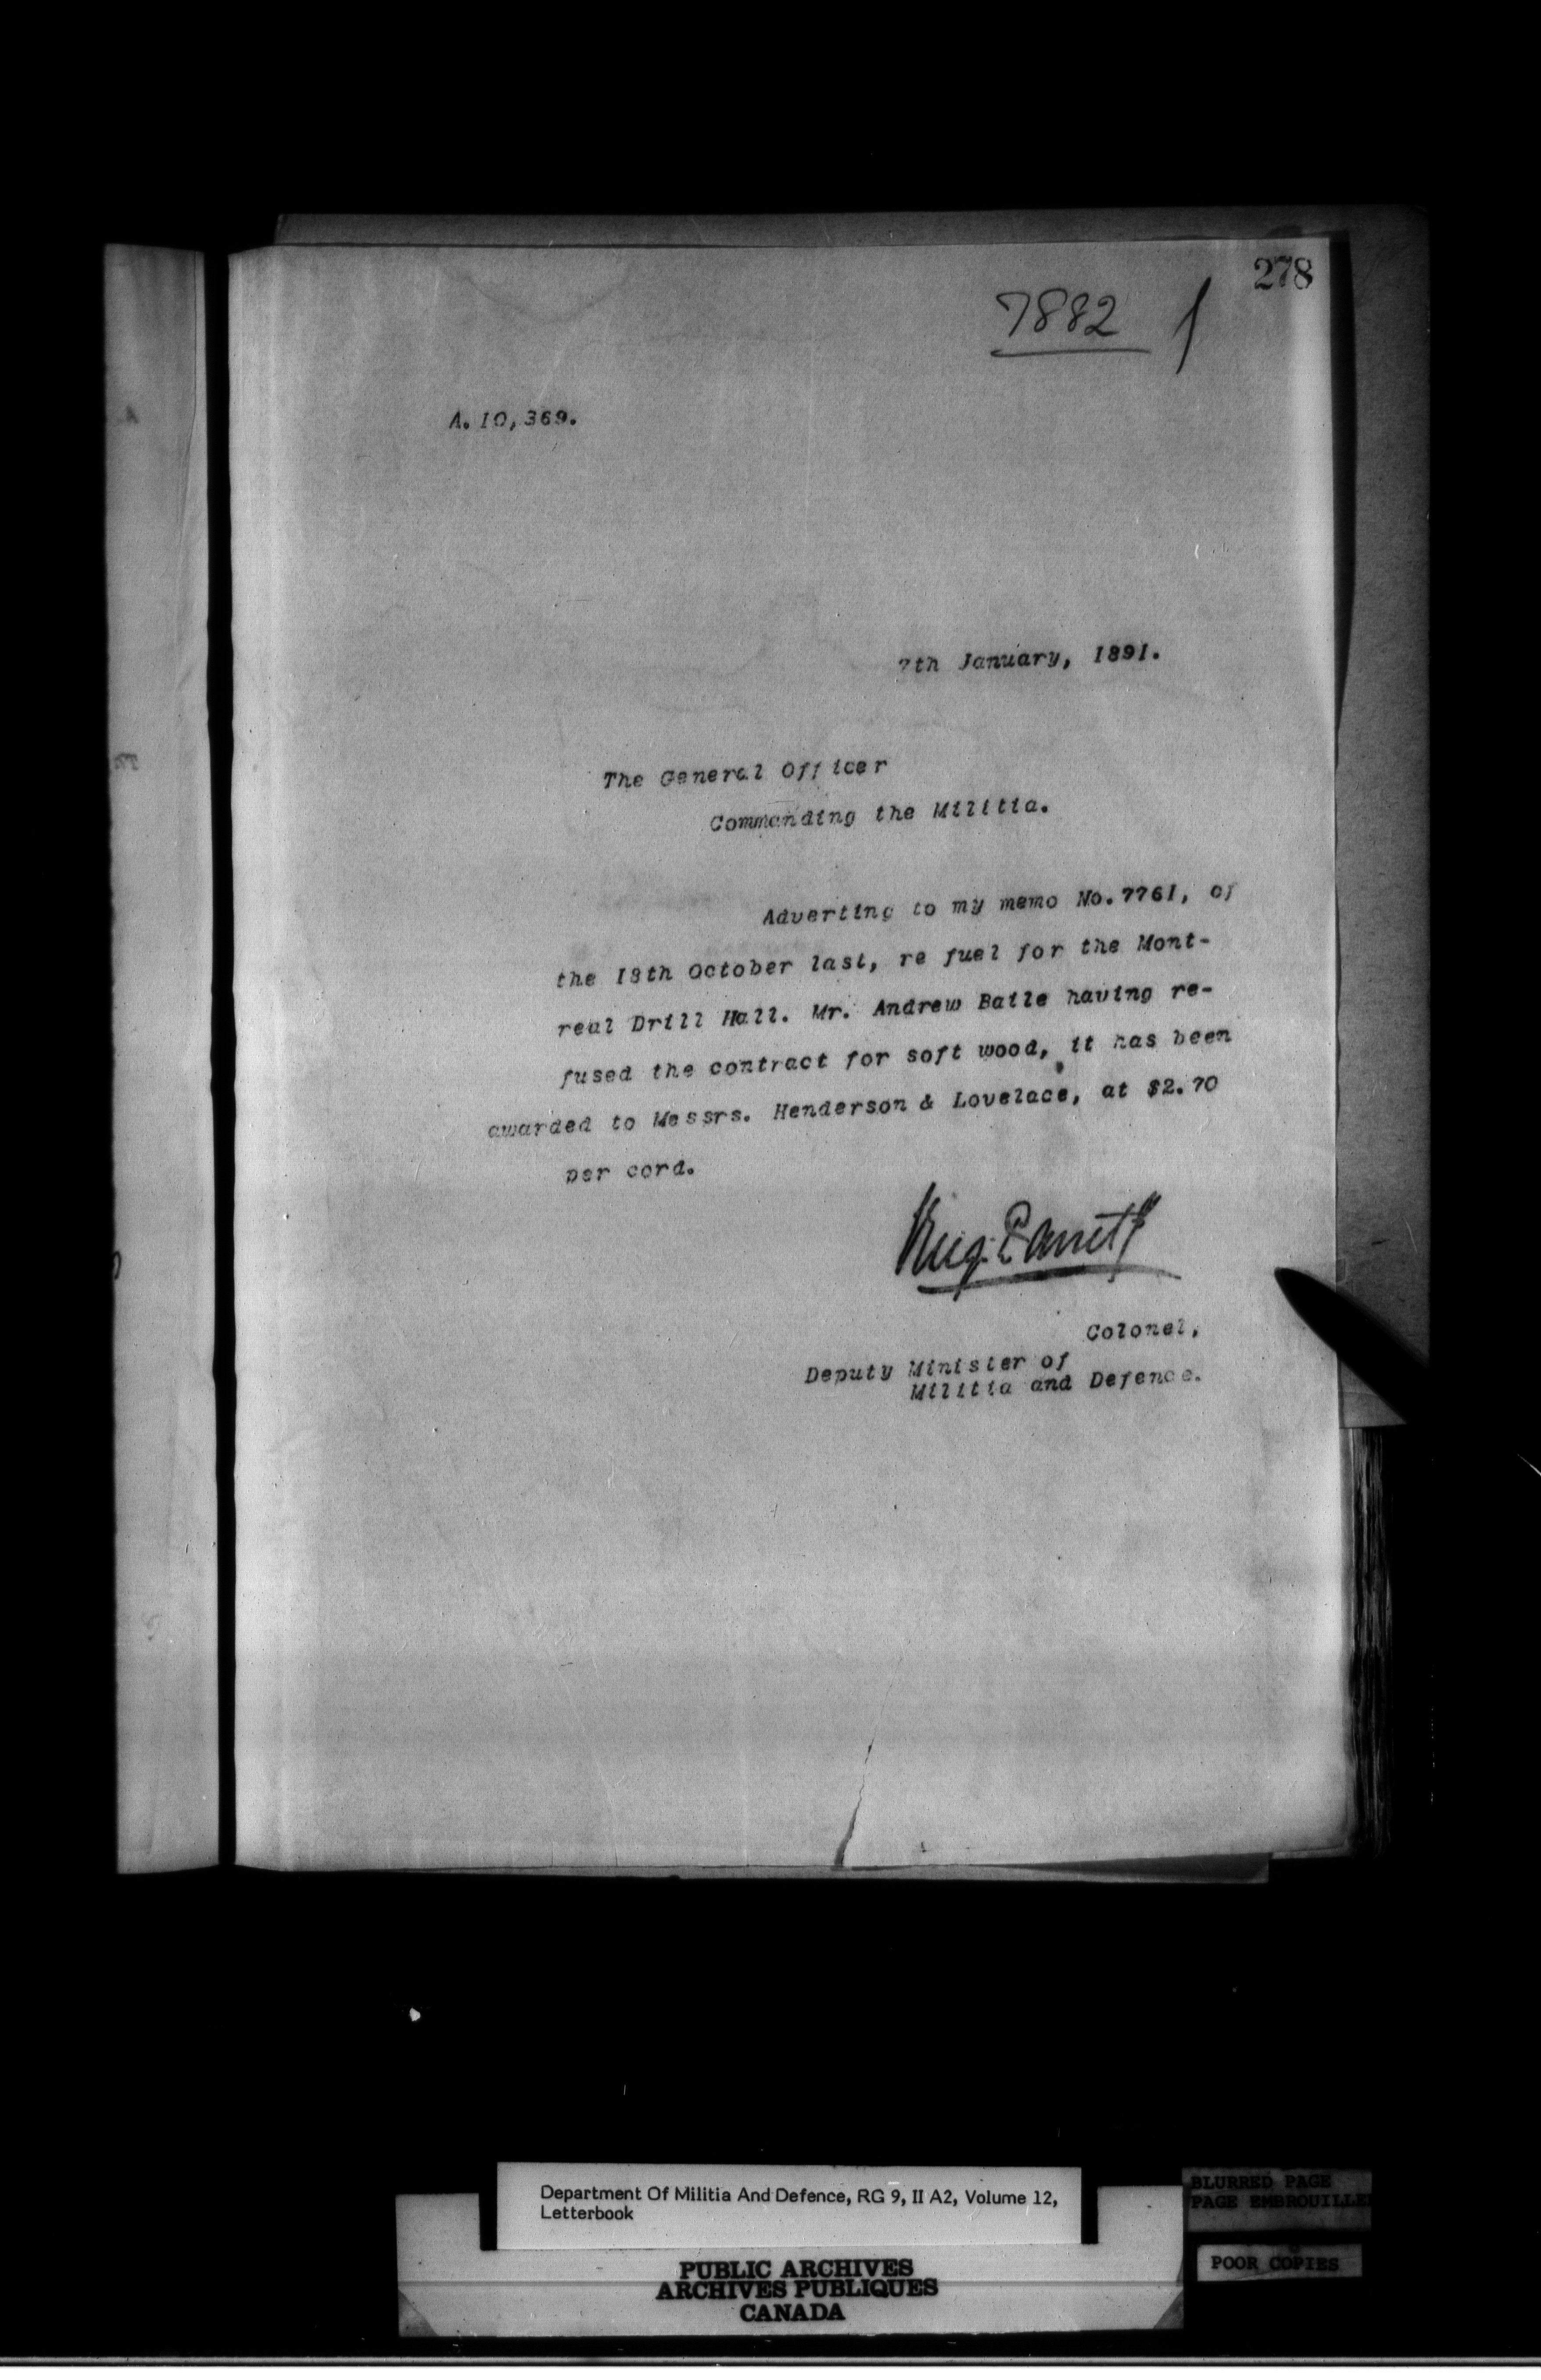 278
7882
A. 10,369.
7th January, 1891.
The General Officer
Commanding the Militia.
Adverting to my memo No. 7761, of
the 18th October last, re fuel for the Mont-
real Drill Hall. Mr. Andrew Baile having re-
fused the contract for soft wood, it has been
awarded to Messrs. Henderson & Lovelace, at $2.70
per cord.
Colonel,
Deputy Minister of
Militia and Defence.
Department Of Militia And Defence, RG 9, II A2, Volume 12,
Letterbook
PUBLIC ARCHIVES
ARCHIVES PUBLIQUES
CANADA
BLURRED PAGE
PAGE EMBROUILLE
POOR COPIES